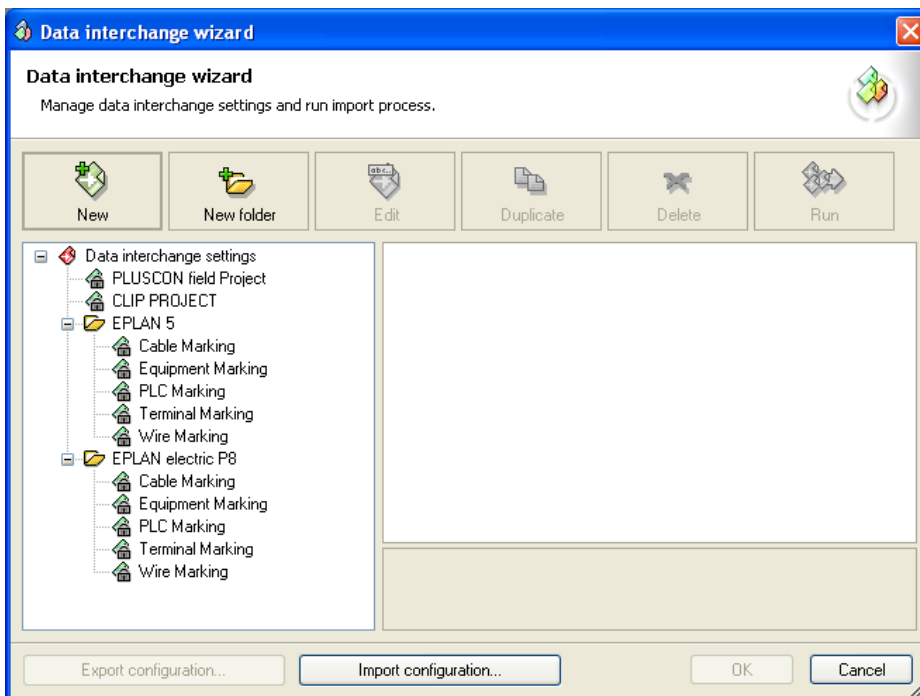 Data interchange wizard
Data interchange wizard
Manage data interchange settings and run import process.
New
New folder
abc..
Edit
Duplicate
Delete
Run
Data interchange settings
PLUSCON field Project
CLIP PROJECT
EPLAN 5
Cable Marking
Equipment Marking
PLC Marking
Terminal Marking
Wire Marking
EPLAN electric P8
Cable Marking
Equipment Marking
PLC Marking
Terminal Marking
Wire Marking
Export configuration...
Import configuration...
OK
Cancel